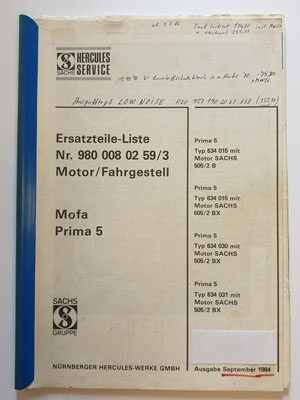 HERCULES
SACHS SERVICE
LOW NOISE
Ersatzteile-Liste
Nr. 980 008 02 59/3
Motor/Fahrgestell
Mofa
Prima 5
Prima 5
Typ 634 015 mit
Motor SACHS
505/2 B
Prima 5
Typ 634 015 mit
Motor SACHS
505/2 BX
Prima 5
Typ 634 030 mit
Motor SACHS
505/2 BX
Prima 5
Typ 634 031 mit
Motor SACHS
505/2 BX
SACHS
GRUPPE
NÜRNBERGER HERCULES-WERKE GMBH
Ausgabe September 1984